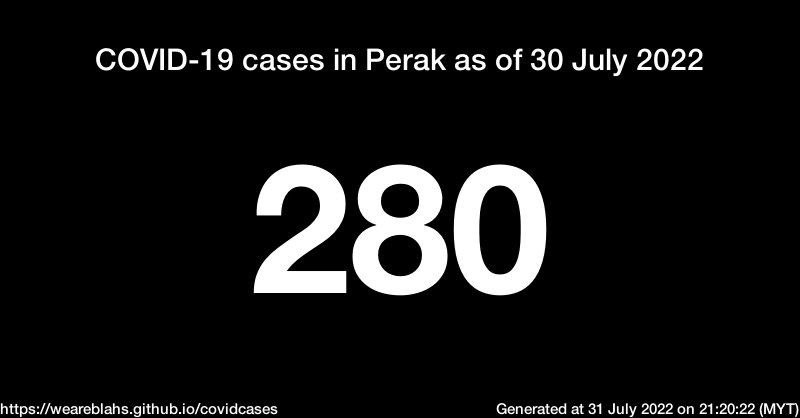 COVID-19 cases in Perak as of 30 July 2022
280
https://weareblahs.github.io/covidcases
Generated at 31 July 2022 on 21:20:22 (MYT)